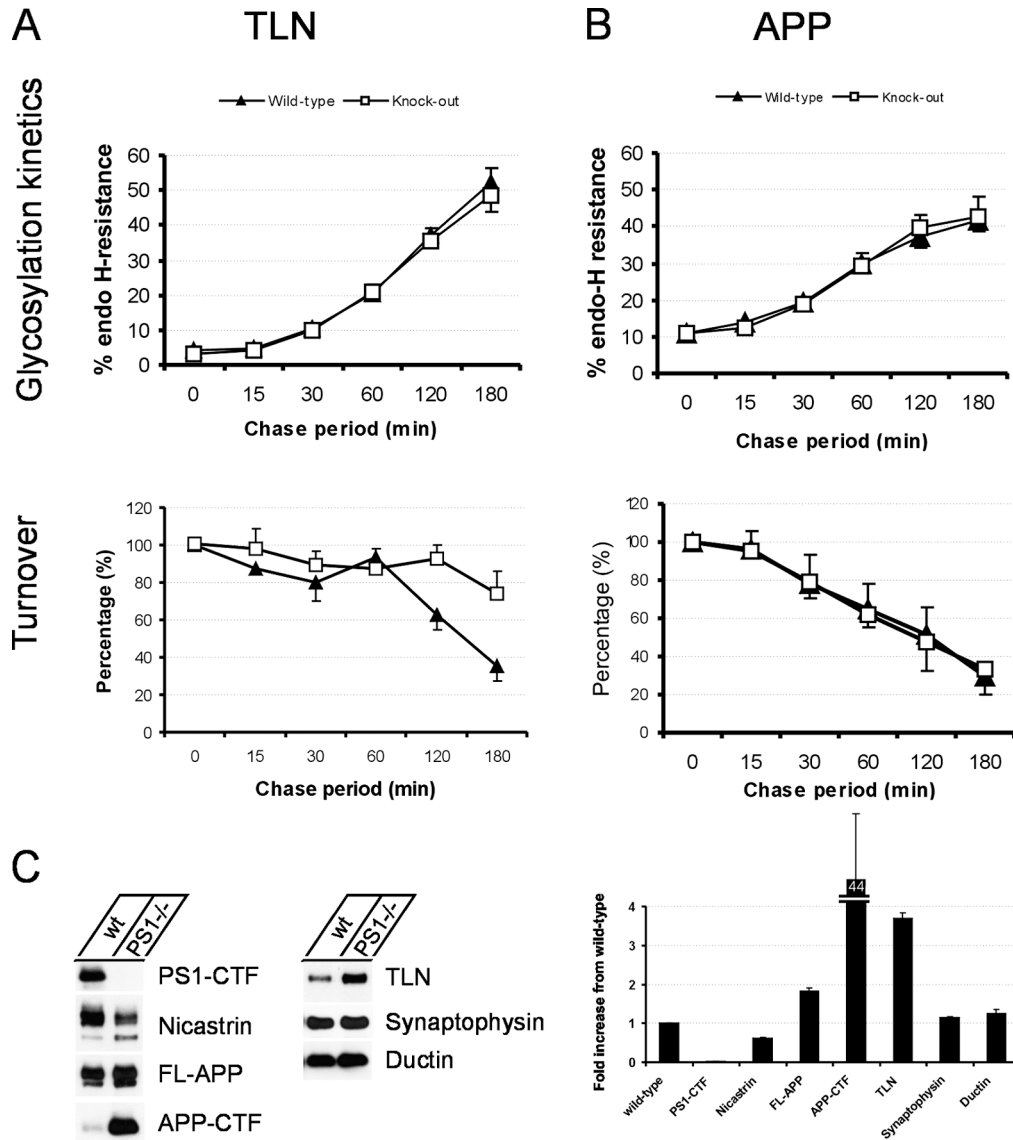 A
TLN
B
APP
Glycosylation kinetics
Wild-type Knock-out
% endo H-resistance
60
50
40
30
20
10
0
0 15 30 60 120 180
Chase period (min)
Wild-type Knock-out
% endo-H resistance
60
50
40
30
20
10
0
0 15 30 60 120 180
Chase period (min)
Turnover
Percentage (%)
120
100
80
60
40
20
0
0 15 30 60 120 180
Chase period (min)
Percentage (%)
120
100
80
60
40
20
0
0 15 30 60 120 180
Chase period (min)
C
wt PS1-/-
PS1-CTF
Nicastrin
FL-APP
APP-CTF
wt PS1-/-
TLN
Synaptophysin
Ductin
Fold increase from wild-type
44
4
3
2
1
0
wild-type PS1-CTF Nicastrin FL-APP APP-CTF TLN Synaptophysin Ductin